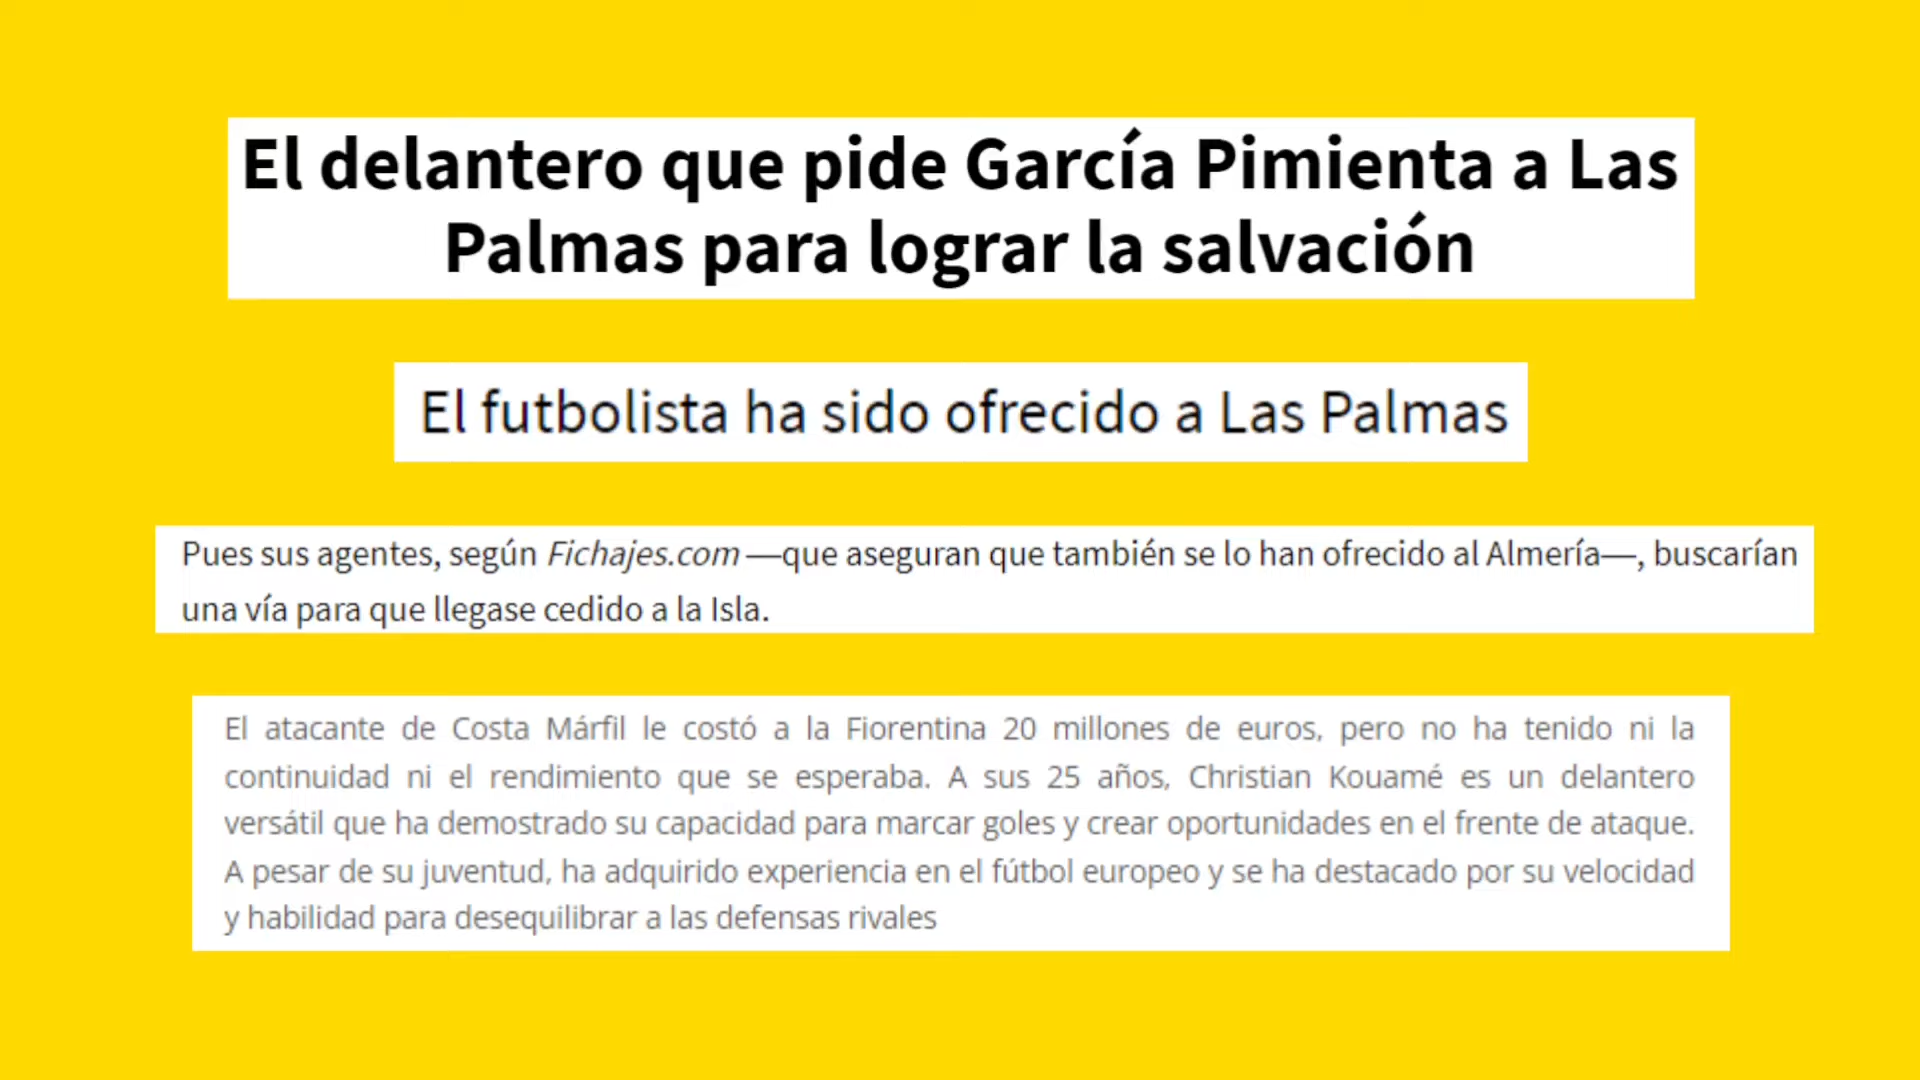 El delantero que pide García Pimienta a Las
Palmas para lograr la salvación
El futbolista ha sido ofrecido a Las Palmas
Pues sus agentes, según Fichajes.com —que aseguran que también se lo han ofrecido al Almería—, buscarían
una vía para que llegase cedido a la Isla.
El atacante de Costa Márfil le costó a la Fiorentina 20 millones de euros, pero no ha tenido ni la
continuidad ni el rendimiento que se esperaba. A sus 25 años, Christian Kouamé es un delantero
versátil que ha demostrado su capacidad para marcar goles y crear oportunidades en el frente de ataque.
A pesar de su juventud, ha adquirido experiencia en el fútbol europeo y se ha destacado por su velocidad
y habilidad para desequilibrar a las defensas rivales